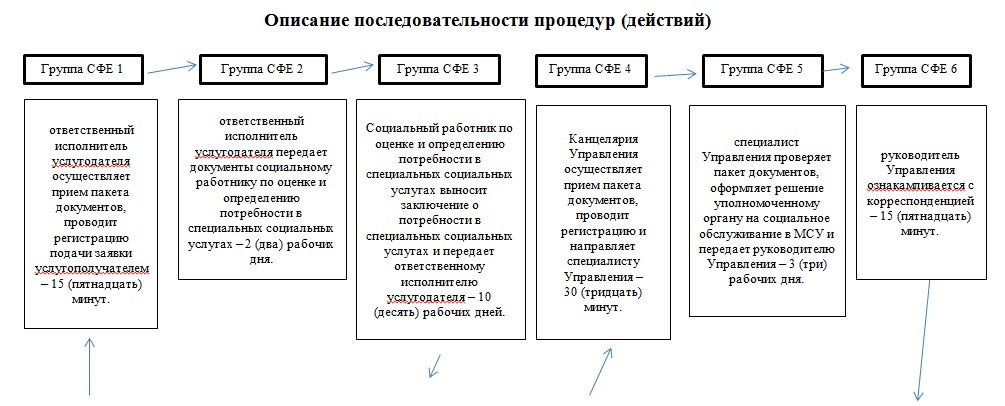 Описание последовательности процедур (действий)
Группа СФЕ 1
Группа СФЕ 2
Группа СФЕ 3
Группа СФЕ 4
Группа СФЕ 5
Группа СФЕ 6
ответственный
исполнитель
услугодателя
осуществляет
прием пакета
документов,
проводит
регистрацию
подачи заявки
услугополучателем
– 15 (пятнадцать)
минут.
ответственный
исполнитель
услугодателя передает
документы социальному
работнику по оценке и
определению
потребности в
специальных социальных
услугах – 2 (два) рабочих
дня.
Социальный работник по
оценке и определению
потребности в
специальных социальных
услугах выносит
заключение о
потребности в
специальных социальных
услугах и передает
ответственному
исполнителю
услугодателя – 10
(десять) рабочих дней.
Канцелярия
Управления
осуществляет
прием пакета
документов,
проводит
регистрацию и
направляет
специалисту
Управления –
30 (тридцать)
минут.
специалист
Управления проверяет
пакет документов,
оформляет решение
уполномоченному
органу на социальное
обслуживание в МСУ и
передает руководителю
Управления – 3 (три)
рабочих дня.
руководитель
Управления
ознакамливается с
корреспонденцией
– 15 (пятнадцать)
минут.